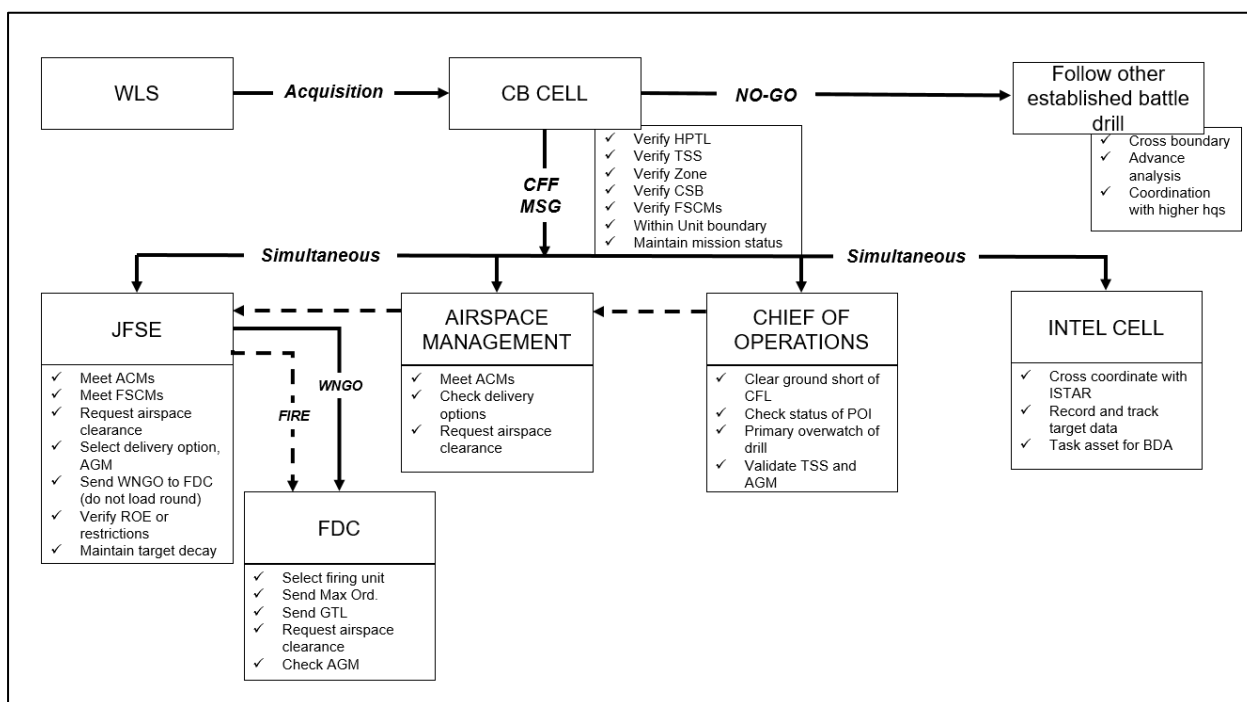 WLS
Acquisition
CB CELL
NO-GO
Follow other
established battle
drill
✓ Cross boundary
✓ Advance
analysis
✓ Coordination
with higher hqs
✓ Verify HPTL
✓ Verify TSS
✓ Verify Zone
✓ Verify CSB
✓ Verify FSCMs
✓ Within Unit boundary
✓ Maintain mission status
CFF
MSG
Simultaneous
Simultaneous
JFSE
✓ Meet ACMs
✓ Meet FSCMs
✓ Request airspace
clearance
✓ Select delivery option,
AGM
✓ Send WNGO to FDC
(do not load round)
✓ Verify ROE or
restrictions
✓ Maintain target decay
WNGO
FIRE
AIRSPACE
MANAGEMENT
✓ Meet ACMs
✓ Check delivery
options
✓ Request airspace
clearance
CHIEF OF
OPERATIONS
✓ Clear ground short of
CFL
✓ Check status of POI
✓ Primary overwatch of
drill
✓ Validate TSS and
AGM
INTEL CELL
✓ Cross coordinate with
ISTAR
✓ Record and track
target data
✓ Task asset for BDA
FDC
✓ Select firing unit
✓ Send Max Ord.
✓ Send GTL
✓ Request airspace
clearance
✓ Check AGM